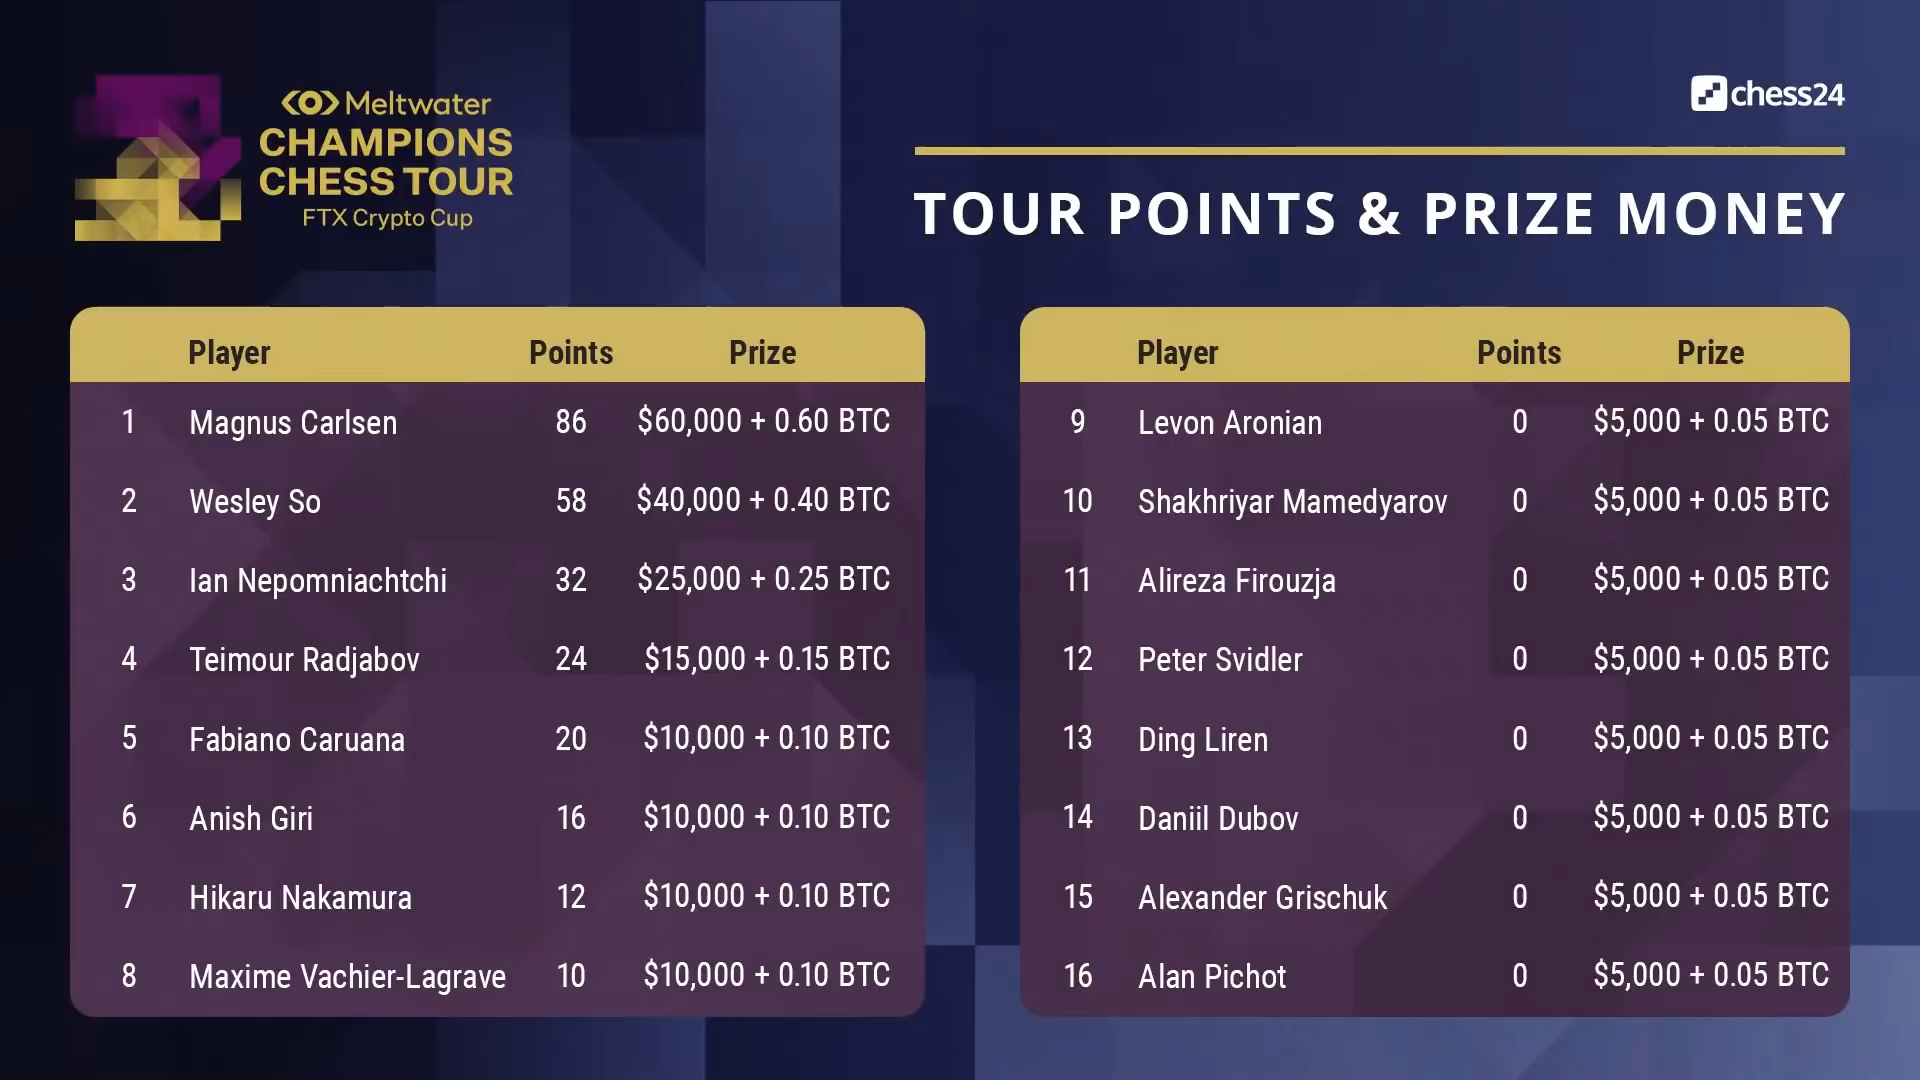 Meltwater
CHAMPIONS
CHESS TOUR
FTX Crypto Cup
chess24
TOUR POINTS & PRIZE MONEY
Player Points Prize
1 Magnus Carlsen 86 $60,000 + 0.60 BTC
2 Wesley So 58 $40,000 + 0.40 BTC
3 Ian Nepomniachtchi 32 $25,000 + 0.25 BTC
4 Teimour Radjabov 24 $15,000 + 0.15 BTC
5 Fabiano Caruana 20 $10,000 + 0.10 BTC
6 Anish Giri 16 $10,000 + 0.10 BTC
7 Hikaru Nakamura 12 $10,000 + 0.10 BTC
8 Maxime Vachier-Lagrave 10 $10,000 + 0.10 BTC
Player Points Prize
9 Levon Aronian 0 $5,000 + 0.05 BTC
10 Shakhriyar Mamedyarov 0 $5,000 + 0.05 BTC
11 Alireza Firouzja 0 $5,000 + 0.05 BTC
12 Peter Svidler 0 $5,000 + 0.05 BTC
13 Ding Liren 0 $5,000 + 0.05 BTC
14 Daniil Dubov 0 $5,000 + 0.05 BTC
15 Alexander Grischuk 0 $5,000 + 0.05 BTC
16 Alan Pichot 0 $5,000 + 0.05 BTC